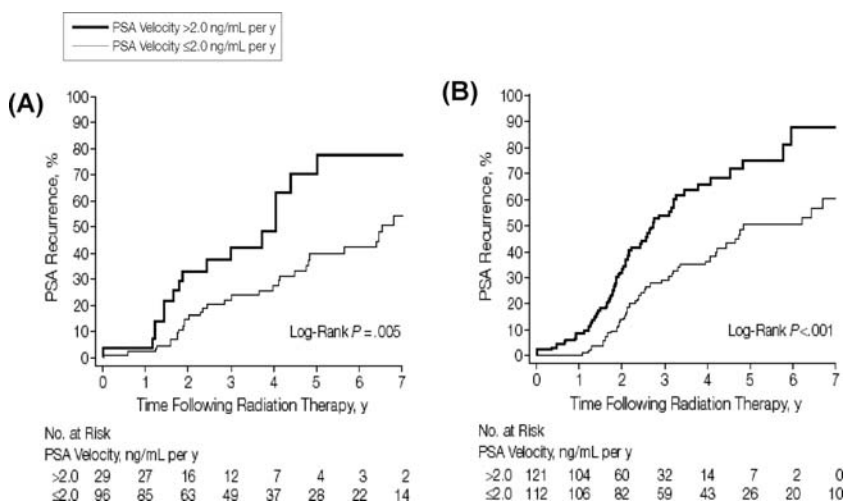 PSA Velocity >2.0 ng/mL per y
PSA Velocity ≤2.0 ng/mL per y
(A)
100
90
80
70
60
50
40
30
20
10
0
PSA Recurrence, %
Log-Rank P=.005
0 1 2 3 4 5 6 7
Time Following Radiation Therapy, y
No. at Risk
PSA Velocity, ng/mL per y
>2.0 29 27 16 12 7 4 3 2
≤2.0 96 85 63 49 37 28 22 14
(B)
100
90
80
70
60
50
40
30
20
10
0
PSA Recurrence, %
Log-Rank P<.001
0 1 2 3 4 5 6 7
Time Following Radiation Therapy, y
No. at Risk
PSA Velocity, ng/mL per y
>2.0 121 104 60 32 14 7 2 0
≤2.0 112 106 82 59 43 26 20 10